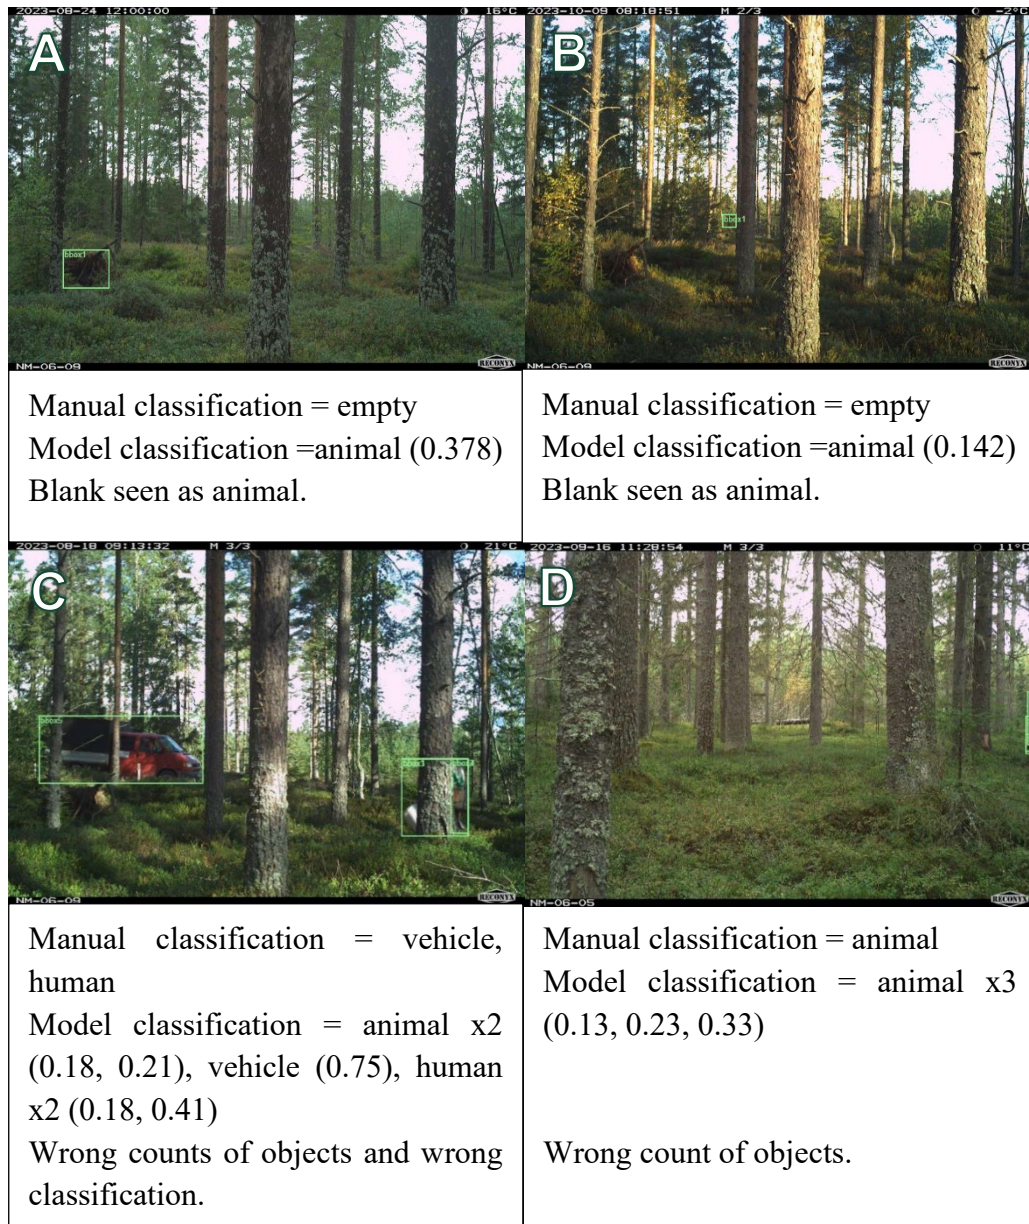 2023-08-24 12:00:00 T 16°C
A
bbox1
NM-06-09 RECONYX
2023-10-09 08:18:51 M 2/3 -2°C
B
bbox1
NM-06-09 RECONYX
Manual classification = empty
Model classification =animal (0.378)
Blank seen as animal.
Manual classification = empty
Model classification =animal (0.142)
Blank seen as animal.
2023-08-18 09:13:32 M 3/3 21°C
C
bbox5
bbox3
NM-06-09 RECONYX
2023-09-16 11:28:54 M 3/3 11°C
D
NM-06-05 RECONYX
Manual classification = vehicle,
human
Model classification = animal x2
(0.18, 0.21), vehicle (0.75), human
x2 (0.18, 0.41)
Wrong counts of objects and wrong
classification.
Manual classification = animal
Model classification = animal x3
(0.13, 0.23, 0.33)
Wrong count of objects.